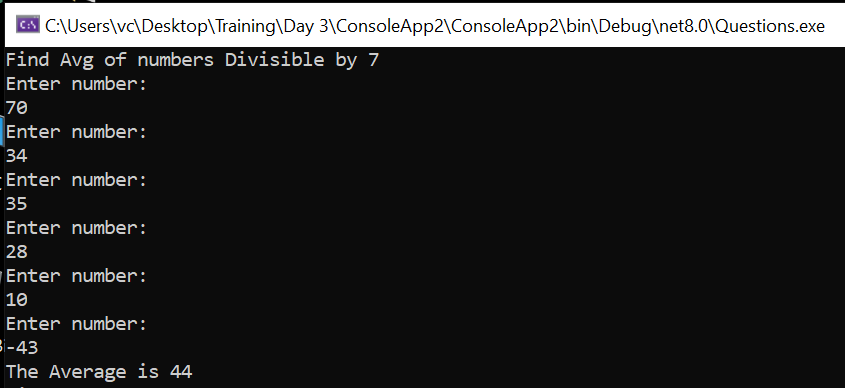 C:\Users\vc\Desktop\Training\Day 3\ConsoleApp2\ConsoleApp2\bin\Debug\net8.0\Questions.exe
Find Avg of numbers Divisible by 7
Enter number:
70
Enter number:
34
Enter number:
35
Enter number:
28
Enter number:
10
Enter number:
-43
The Average is 44